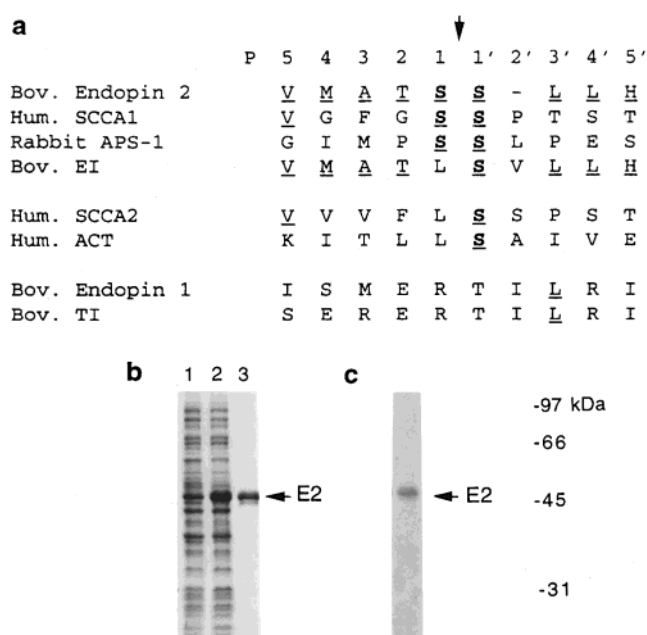 a
P 5 4 3 2 1 1' 2' 3' 4' 5'
Bov. Endopin 2 V M A T S S - L L H
Hum. SCCA1 V G F G S S P T S T
Rabbit APS-1 G I M P S S L P E S
Bov. EI V M A T L S V L L H
Hum. SCCA2 V V V F L S S P S T
Hum. ACT K I T L L S A I V E
Bov. Endopin 1 I S M E R T I L R I
Bov. TI S E R E R T I L R I
b 1 2 3
E2
c
E2
-97 kDa
-66
-45
-31